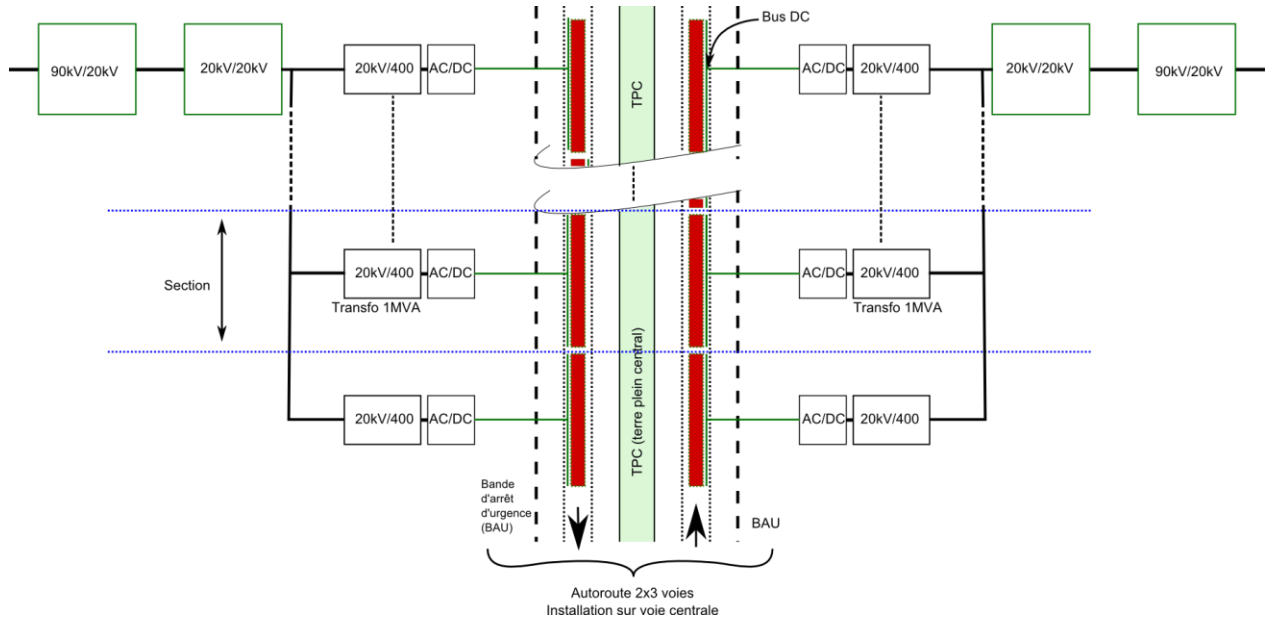 Bus DC
90kV/20kV
20kV/20kV
20kV/400
AC/DC
TPC
AC/DC
20kV/400
20kV/20kV
90kV/20kV
Section
20kV/400
AC/DC
AC/DC
20kV/400
Transfo 1MVA
Transfo 1MVA
20kV/400
AC/DC
TPC (terre plein central)
AC/DC
20kV/400
Bande
d'arrêt
d'urgence
(BAU)
BAU
Autoroute 2x3 voies
Installation sur voie centrale